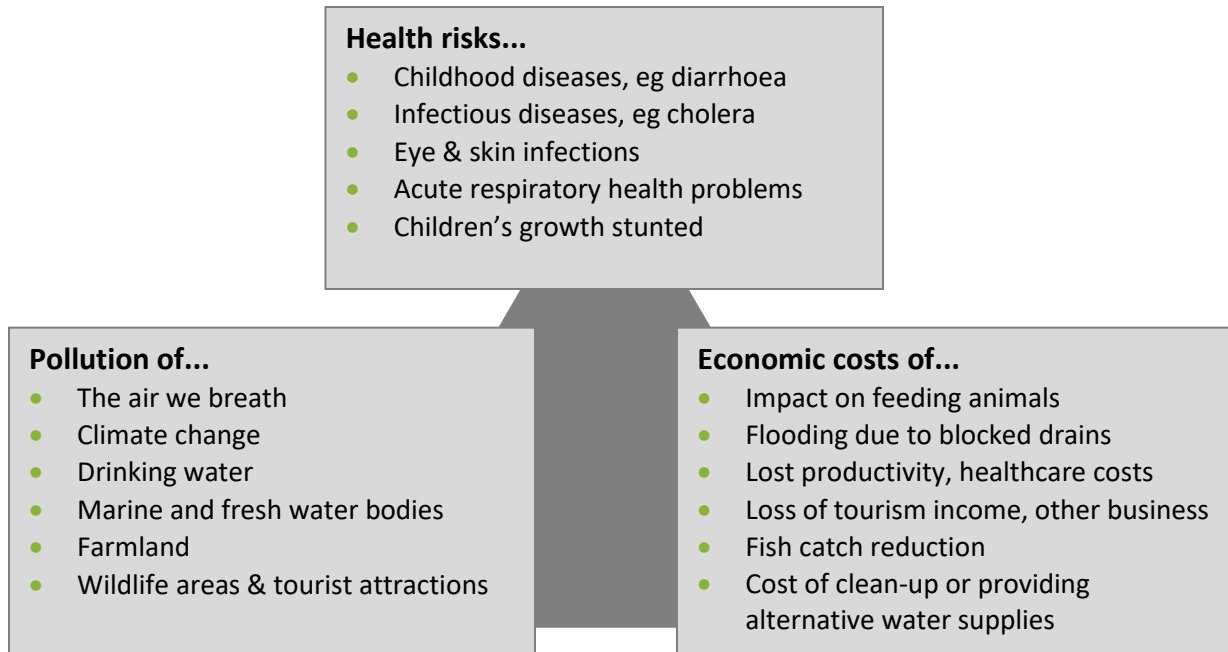 Health risks...
• Childhood diseases, eg diarrhoea
• Infectious diseases, eg cholera
• Eye & skin infections
• Acute respiratory health problems
• Children’s growth stunted
Pollution of...
• The air we breath
• Climate change
• Drinking water
• Marine and fresh water bodies
• Farmland
• Wildlife areas & tourist attractions
Economic costs of...
• Impact on feeding animals
• Flooding due to blocked drains
• Lost productivity, healthcare costs
• Loss of tourism income, other business
• Fish catch reduction
• Cost of clean-up or providing
alternative water supplies